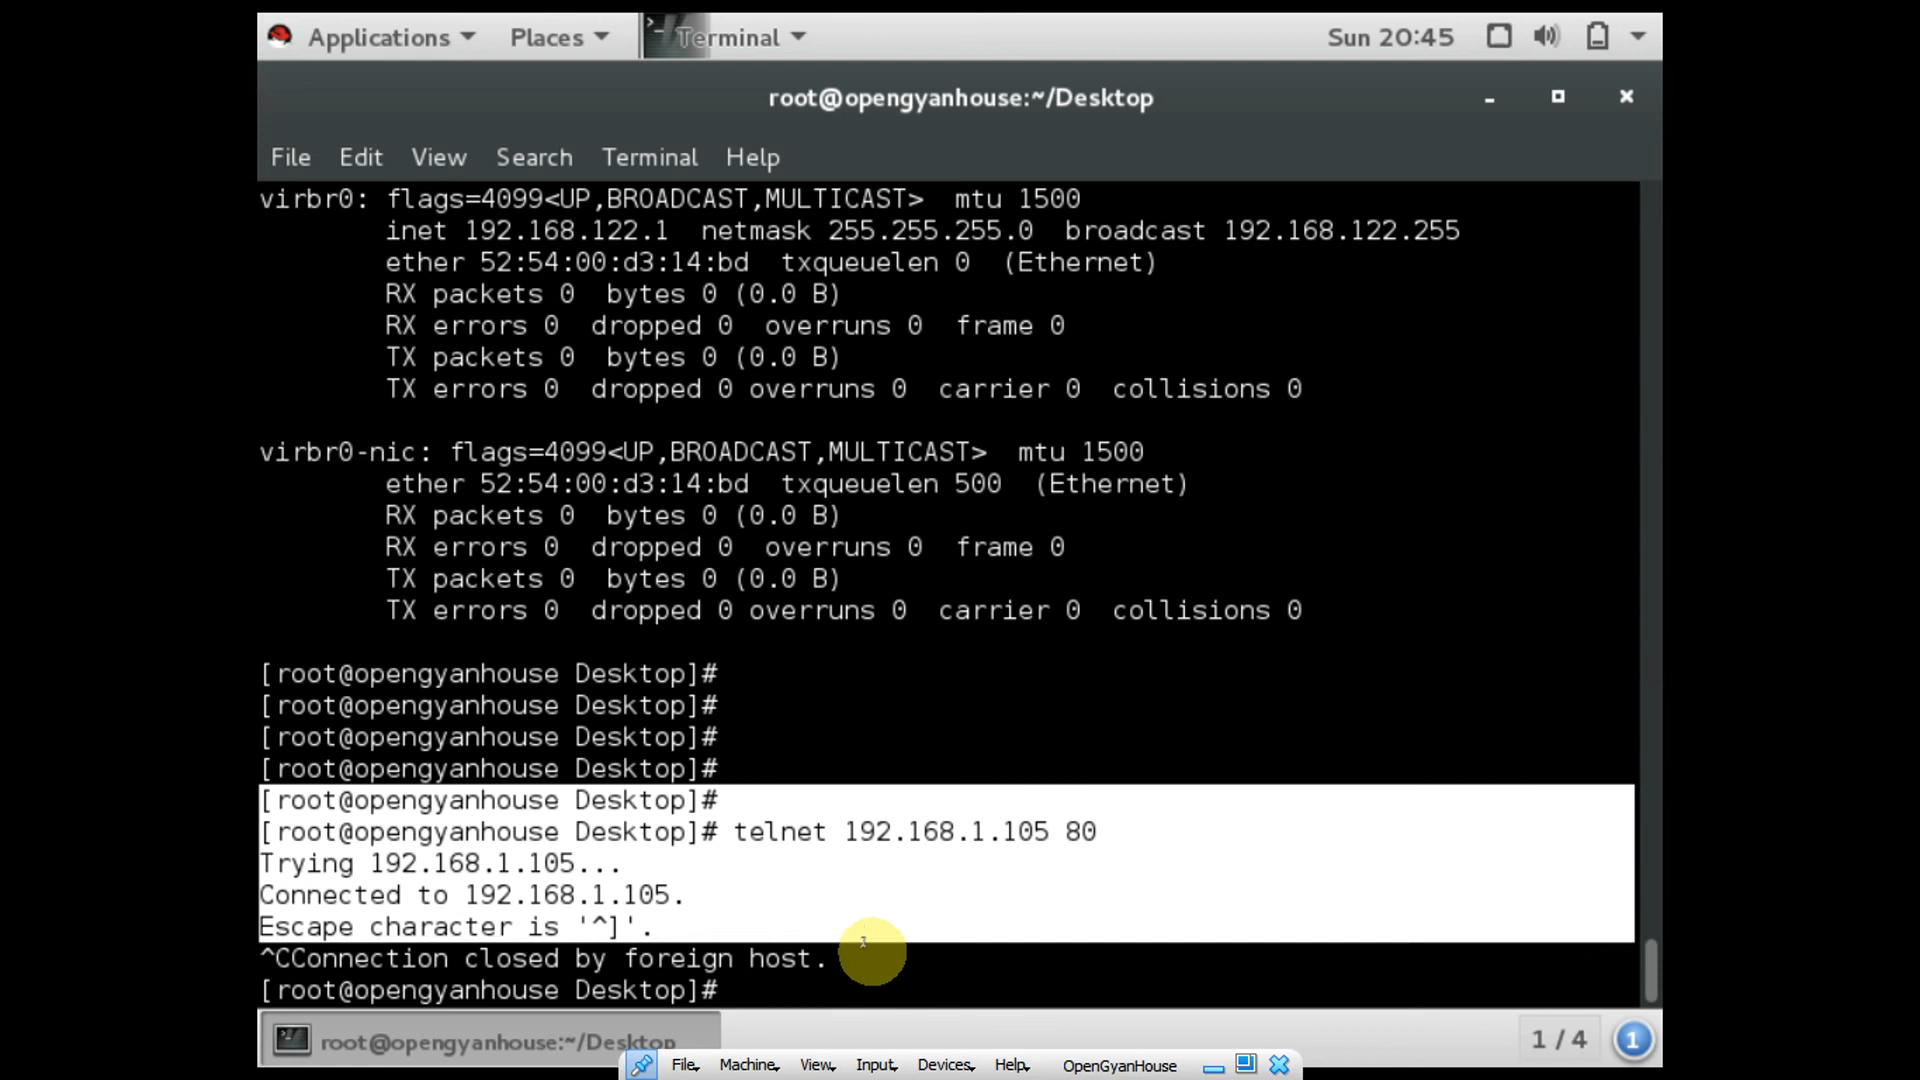 Applications Places Terminal Sun 20:45
root@opengyanhouse:~/Desktop
File Edit View Search Terminal Help
virbr0: flags=4099<UP,BROADCAST,MULTICAST>  mtu 1500
        inet 192.168.122.1  netmask 255.255.255.0  broadcast 192.168.122.255
        ether 52:54:00:d3:14:bd  txqueuelen 0  (Ethernet)
        RX packets 0  bytes 0 (0.0 B)
        RX errors 0  dropped 0  overruns 0  frame 0
        TX packets 0  bytes 0 (0.0 B)
        TX errors 0  dropped 0 overruns 0  carrier 0  collisions 0
virbr0-nic: flags=4099<UP,BROADCAST,MULTICAST>  mtu 1500
        ether 52:54:00:d3:14:bd  txqueuelen 500  (Ethernet)
        RX packets 0  bytes 0 (0.0 B)
        RX errors 0  dropped 0  overruns 0  frame 0
        TX packets 0  bytes 0 (0.0 B)
        TX errors 0  dropped 0 overruns 0  carrier 0  collisions 0
[root@opengyanhouse Desktop]#
[root@opengyanhouse Desktop]#
[root@opengyanhouse Desktop]#
[root@opengyanhouse Desktop]#
[root@opengyanhouse Desktop]#
[root@opengyanhouse Desktop]# telnet 192.168.1.105 80
Trying 192.168.1.105...
Connected to 192.168.1.105.
Escape character is '^]'.
^CConnection closed by foreign host.
[root@opengyanhouse Desktop]#
root@opengyanhouse:~/Desktop 1 / 4 1
File Machine View Input Devices Help OpenGyanHouse